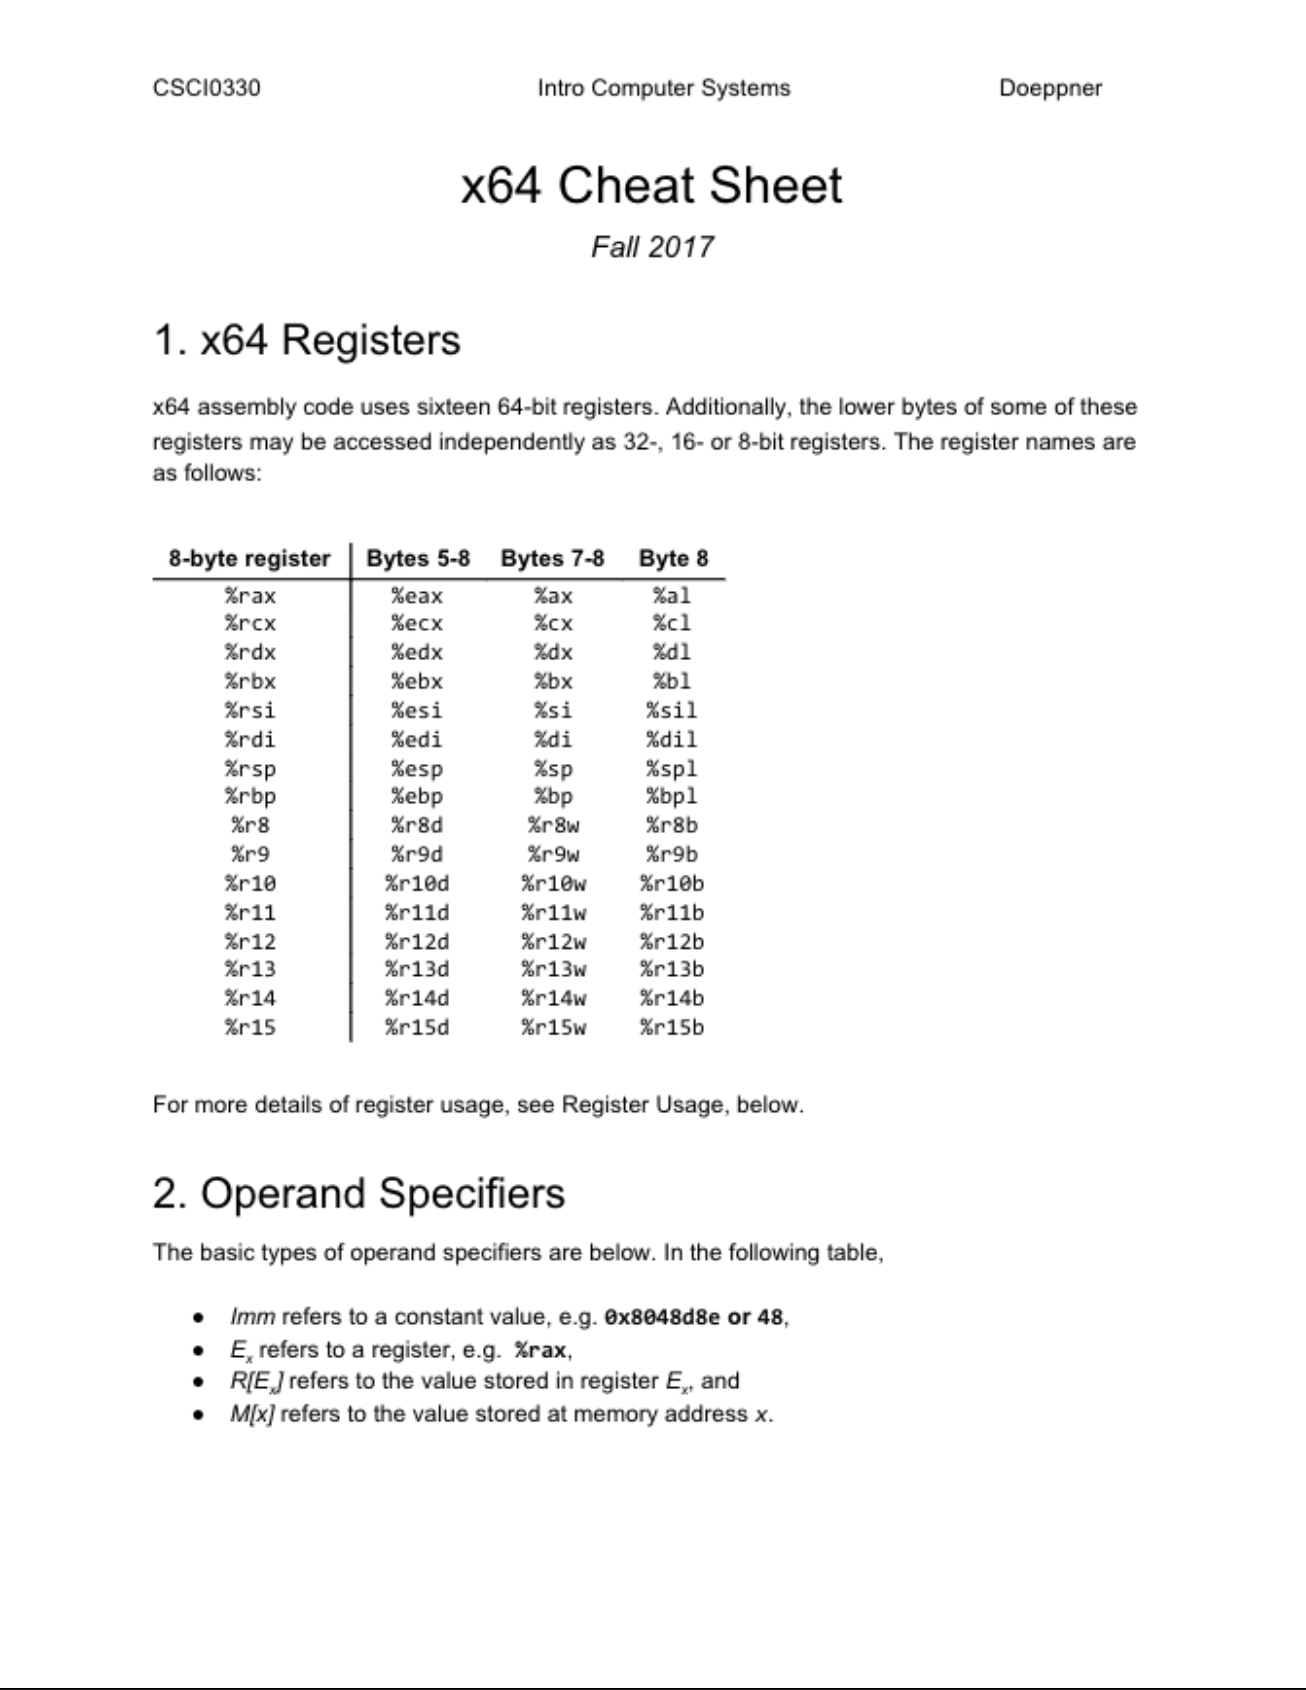 CSCI0330 Intro Computer Systems Doeppner
x64 Cheat Sheet
Fall 2017
1. x64 Registers
x64 assembly code uses sixteen 64-bit registers. Additionally, the lower bytes of some of these
registers may be accessed independently as 32-, 16- or 8-bit registers. The register names are
as follows:
8-byte register Bytes 5-8 Bytes 7-8 Byte 8
%rax %eax %ax %al
%rcx %ecx %cx %cl
%rdx %edx %dx %dl
%rbx %ebx %bx %bl
%rsi %esi %si %sil
%rdi %edi %di %dil
%rsp %esp %sp %spl
%rbp %ebp %bp %bpl
%r8 %r8d %r8w %r8b
%r9 %r9d %r9w %r9b
%r10 %r10d %r10w %r10b
%r11 %r11d %r11w %r11b
%r12 %r12d %r12w %r12b
%r13 %r13d %r13w %r13b
%r14 %r14d %r14w %r14b
%r15 %r15d %r15w %r15b
For more details of register usage, see Register Usage, below.
2. Operand Specifiers
The basic types of operand specifiers are below. In the following table,
● Imm refers to a constant value, e.g. 0x8048d8e or 48,
● Eₓ refers to a register, e.g. %rax,
● R[Eₓ] refers to the value stored in register Eₓ, and
● M[x] refers to the value stored at memory address x.